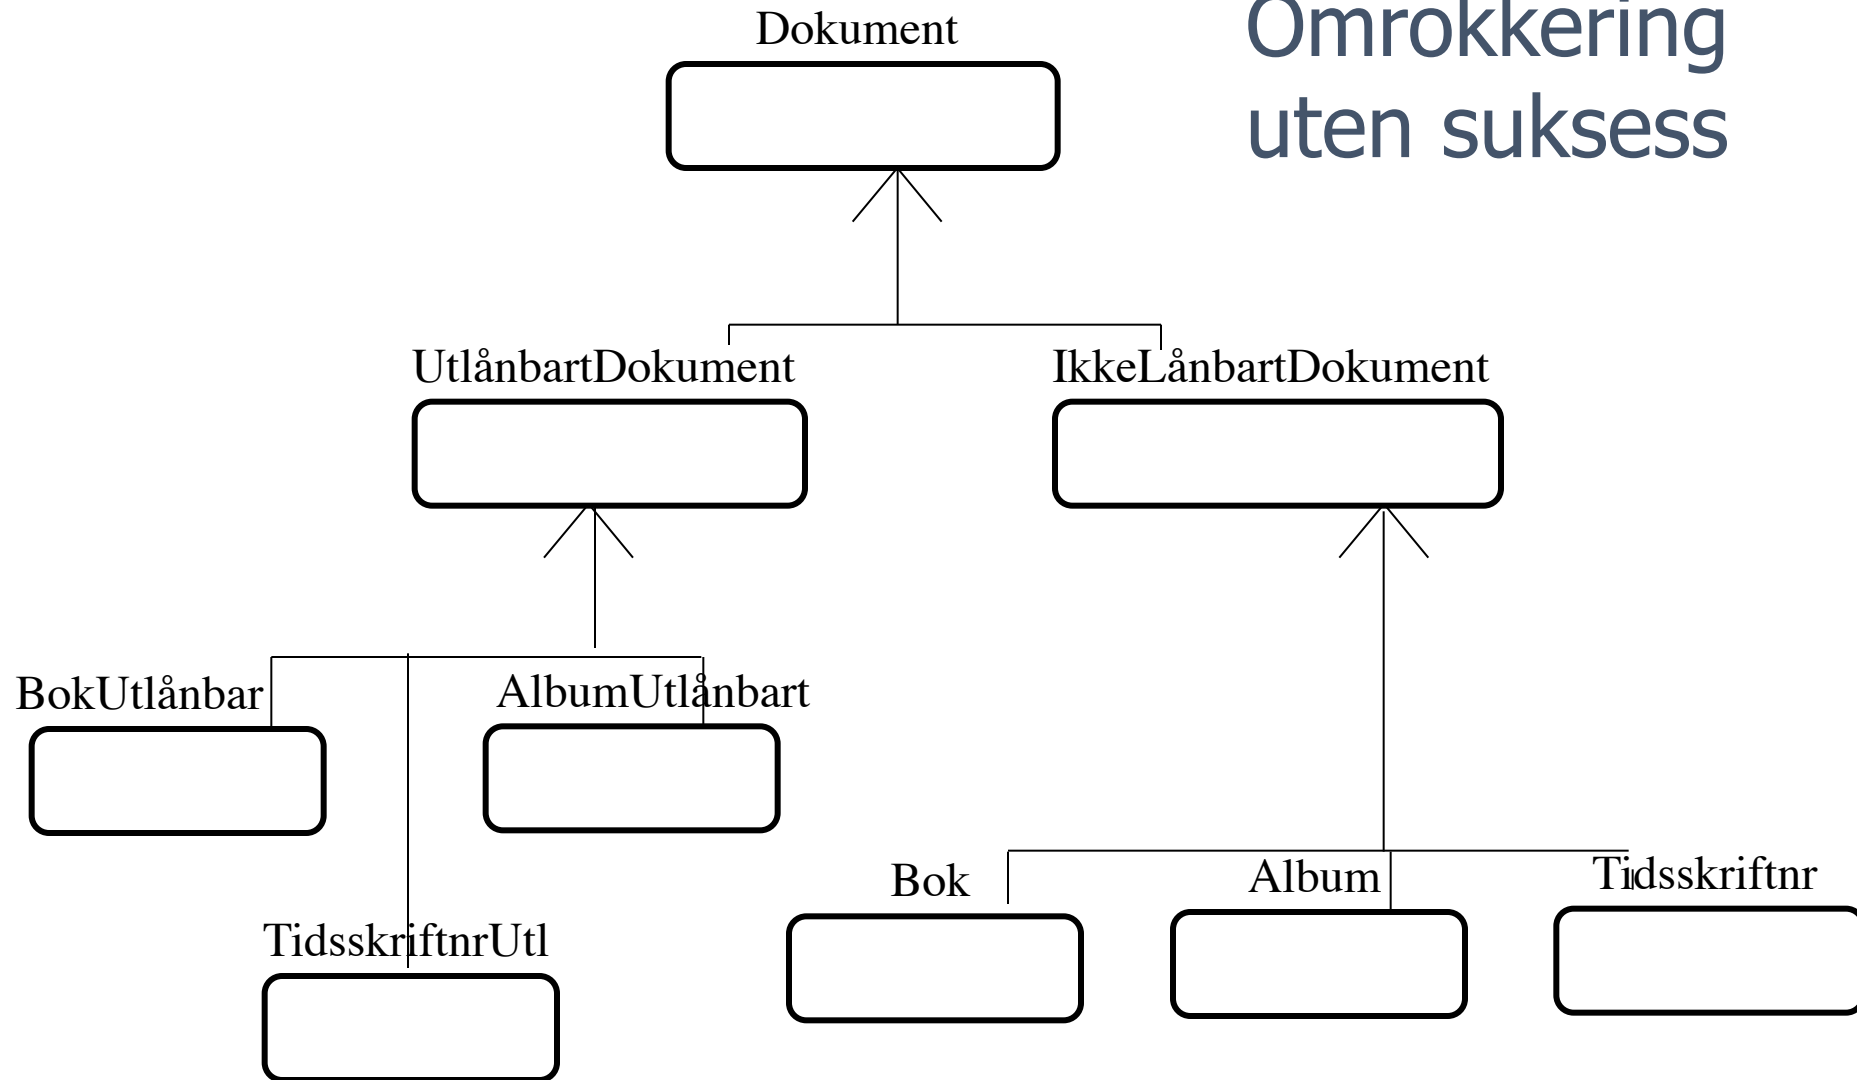 Dokument
Omrokkering
uten suksess
UtlånbartDokument
IkkeLånbartDokument
BokUtlånbar
AlbumUtlånbart
Bok
Album
Tidsskriftnr
TidsskriftnrUtl